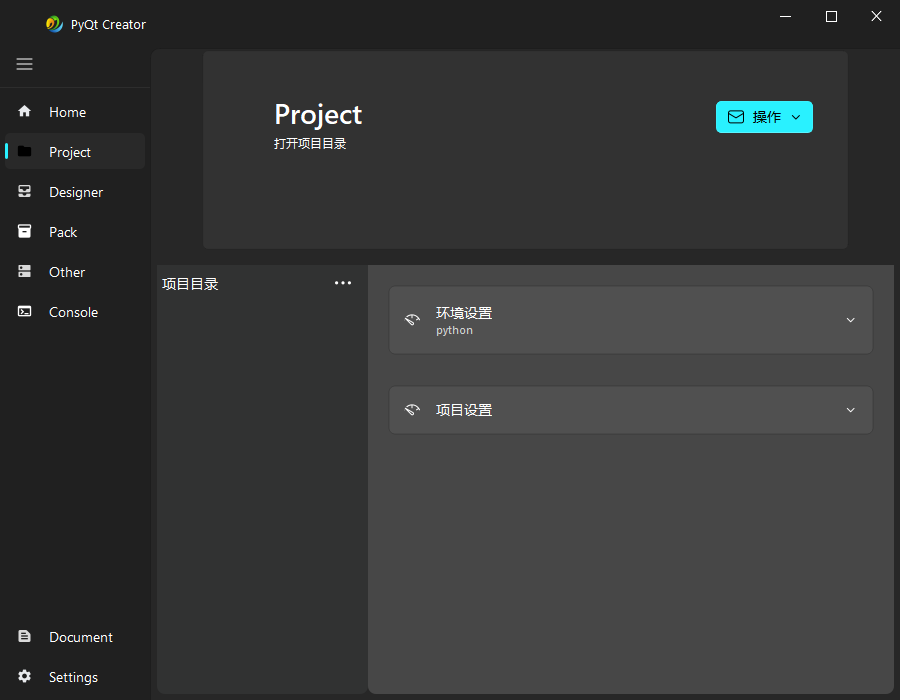 PyQt Creator
Home
Project
Designer
Pack
Other
Console
Document
Settings
Project
打开项目目录
操作
项目目录
环境设置
python
项目设置